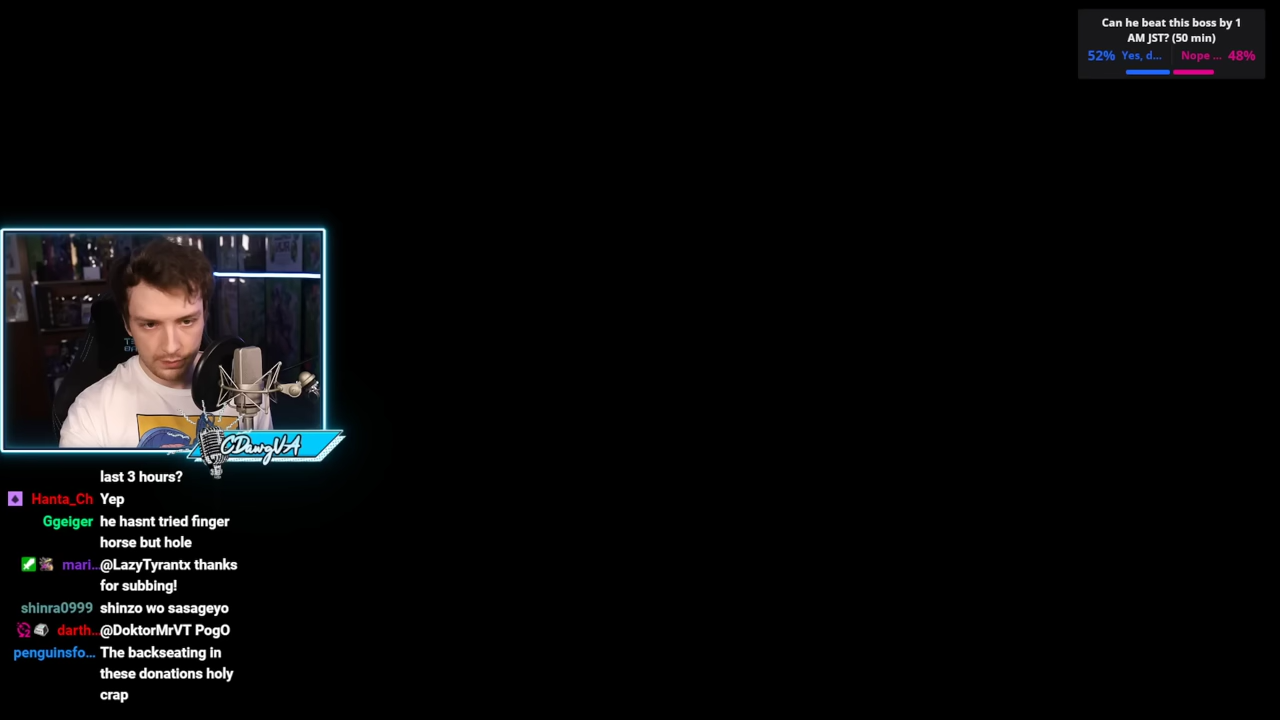 Can he beat this boss by 1
AM JST? (50 min)
52% Yes, d... Nope ... 48%
CDawgVA
last 3 hours?
Hanta_Ch Yep
Ggeiger he hasnt tried finger
horse but hole
mari... @LazyTyrantx thanks
for subbing!
shinra0999 shinzo wo sasageyo
darth... @DoktorMrVT PogO
penguinsfo... The backseating in
these donations holy
crap